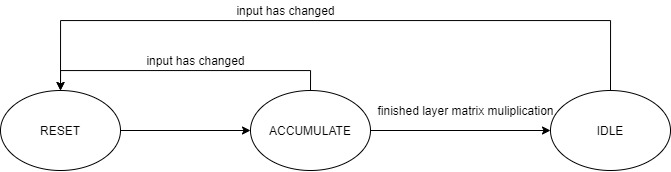 input has changed
input has changed
finished layer matrix muliplication
RESET
ACCUMULATE
IDLE